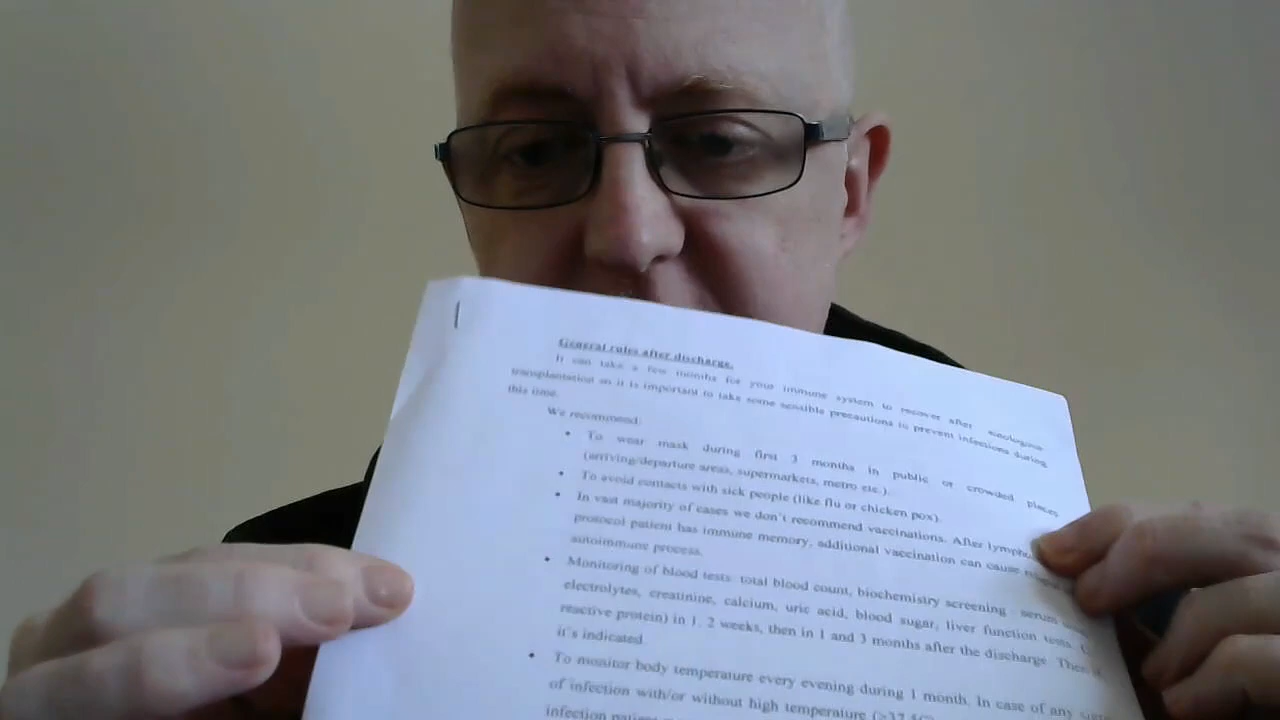 General rules after discharge.
It can take a few months for your immune system to recover after
transplantation so it is important to take some sensible precautions to prevent infections during
this time.
We recommend:
• To wear mask during first 3 months in public or crowded places
(arriving/departure areas, supermarkets, metro etc.).
• To avoid contacts with sick people (like flu or chicken pox).
• In vast majority of cases we don't recommend vaccinations. After
protocol patient has immune memory, additional vaccination can cause
autoimmune process.
• Monitoring of blood tests: total blood count, biochemistry screening - serum
electrolytes, creatinine, calcium, uric acid, blood sugar, liver function tests,
reactive protein) in 1, 2 weeks, then in 1 and 3 months after the discharge. Then
it's indicated.
• To monitor body temperature every evening during 1 month. In case of any
of infection with/or without high temperature
infection